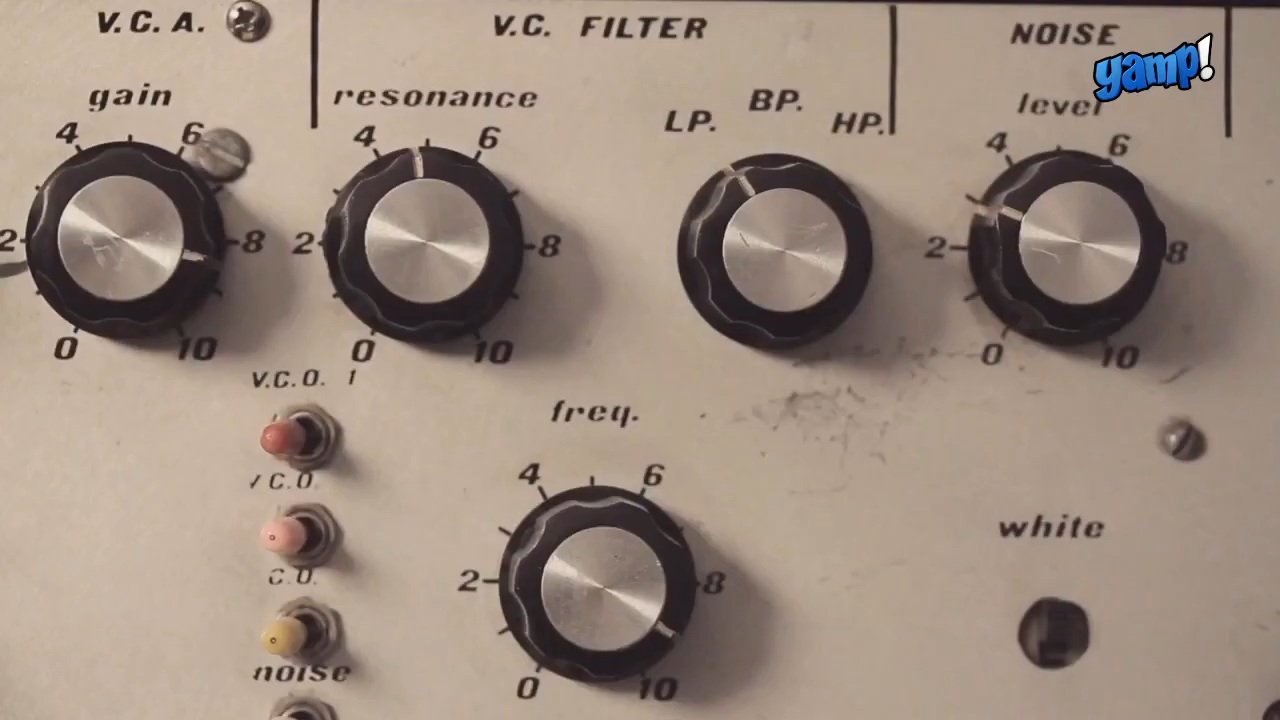 V.C.A.
V.C. FILTER
NOISE
yamp!
gain
resonance
LP.
BP.
HP.
level
4 6
4 6
4 6
2 8
2 8
2 8
0 10
0 10
0 10
V.C.O. 1
freq.
V.C.O.
4 6
white
C.O.
2 8
noise
0 10